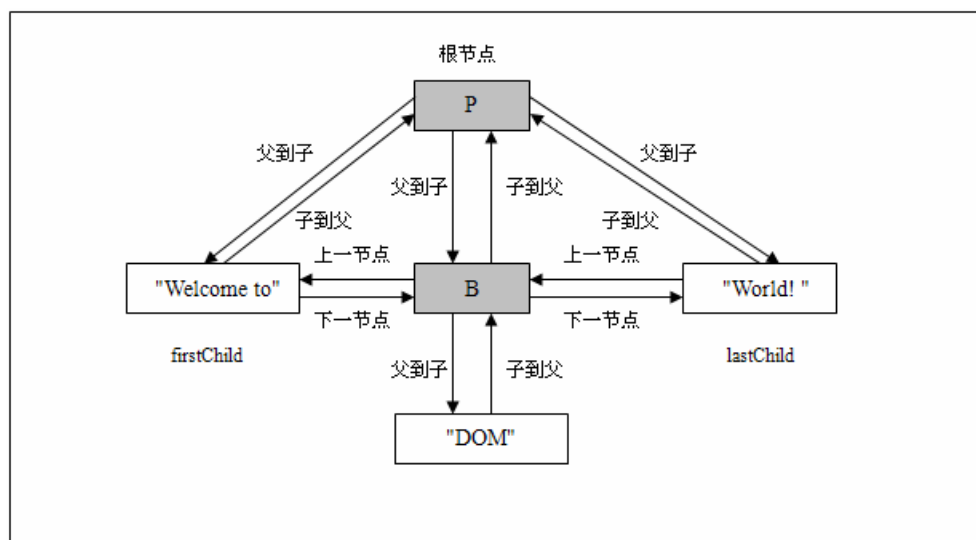 根节点
P
父到子
父到子
父到子
子到父
子到父
子到父
上一节点
上一节点
"Welcome to"
B
"World! "
下一节点
下一节点
firstChild
lastChild
父到子
子到父
"DOM"